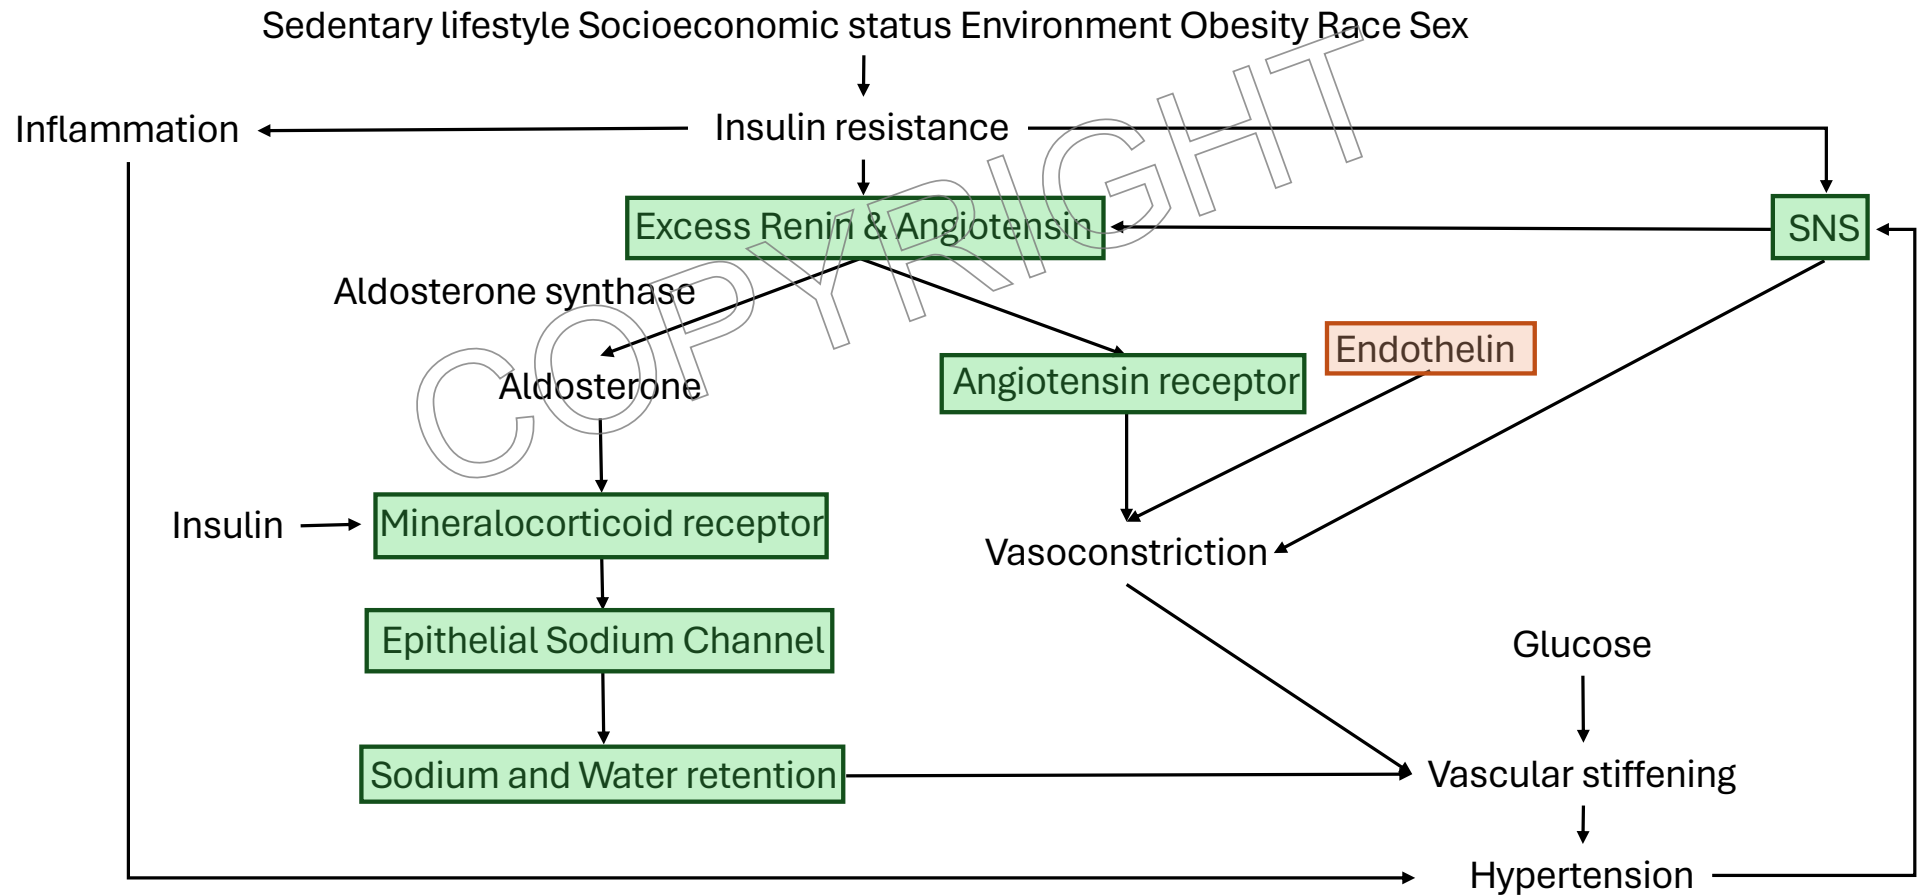 Sedentary lifestyle Socioeconomic status Environment Obesity Race Sex
Inflammation
Insulin resistance
Excess Renin & Angiotensin
SNS
Aldosterone synthase
Endothelin
Aldosterone
Angiotensin receptor
Insulin
Mineralocorticoid receptor
Vasoconstriction
Epithelial Sodium Channel
Glucose
Sodium and Water retention
Vascular stiffening
Hypertension
COPYRIGHT